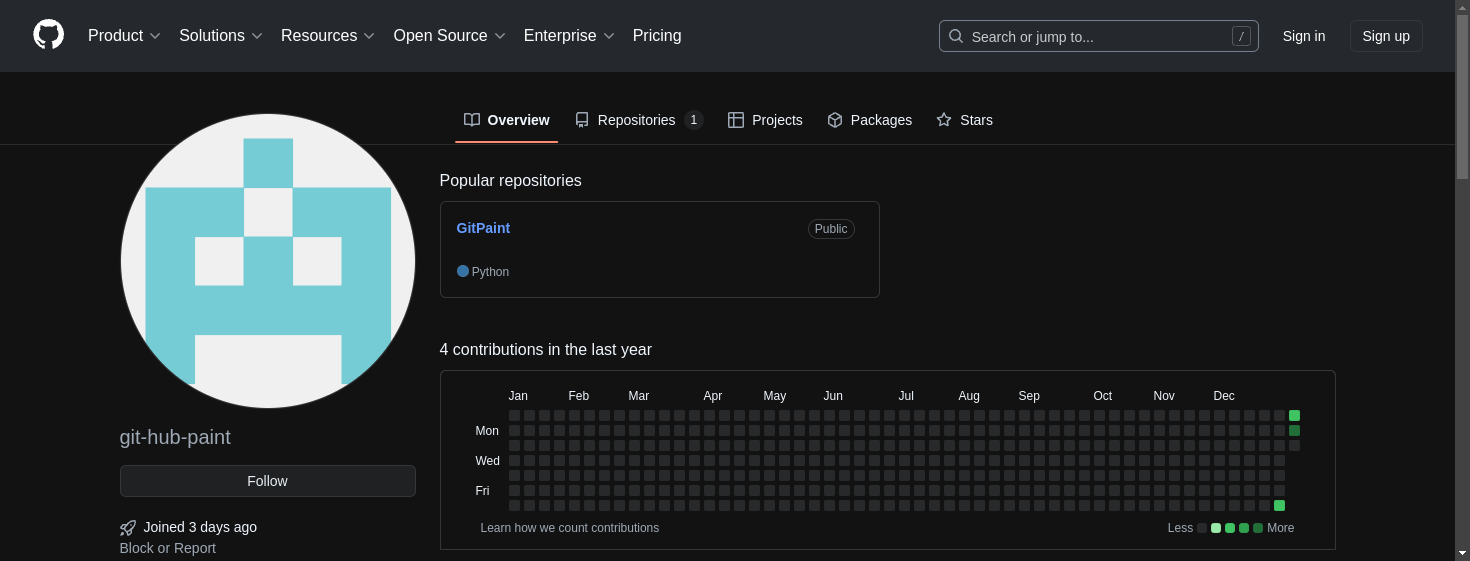 Product Solutions Resources Open Source Enterprise Pricing Search or jump to... / Sign in Sign up
Overview Repositories 1 Projects Packages Stars
Popular repositories
GitPaint Public
Python
4 contributions in the last year
Jan Feb Mar Apr May Jun Jul Aug Sep Oct Nov Dec
Mon
Wed
Fri
Learn how we count contributions Less More
git-hub-paint
Follow
Joined 3 days ago
Block or Report